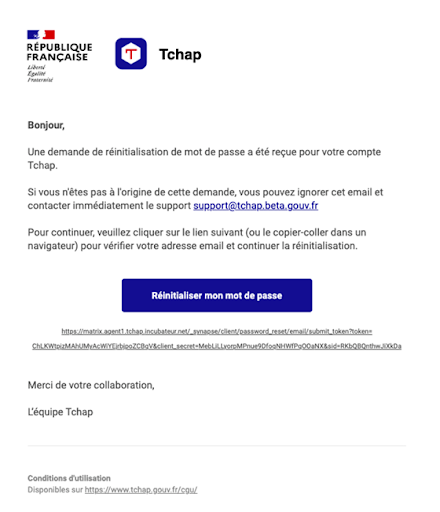 RÉPUBLIQUE
FRANÇAISE
Liberté
Égalité
Fraternité
Tchap
Bonjour,
Une demande de réinitialisation de mot de passe a été reçue pour votre compte
Tchap.
Si vous n'êtes pas à l'origine de cette demande, vous pouvez ignorer cet email et
contacter immédiatement le support support@tchap.beta.gouv.fr
Pour continuer, veuillez cliquer sur le lien suivant (ou le copier-coller dans un
navigateur) pour vérifier votre adresse email et continuer la réinitialisation.
Réinitialiser mon mot de passe
https://matrix.agent1.tchap.incubateur.net/_synapse/client/password_reset/email/submit_token?token=
Merci de votre collaboration,
L'équipe Tchap
Conditions d'utilisation
Disponibles sur https://www.tchap.gouv.fr/cgu/